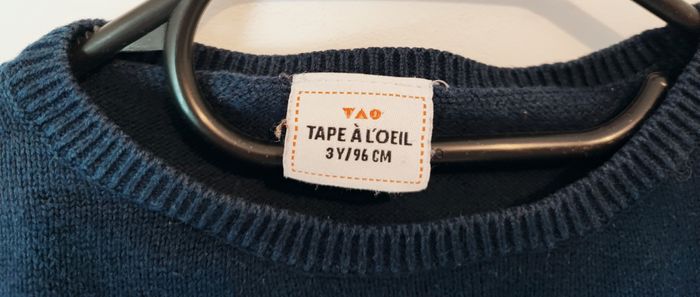 TAO
TAPE À L'OEIL
3Y/96 CM